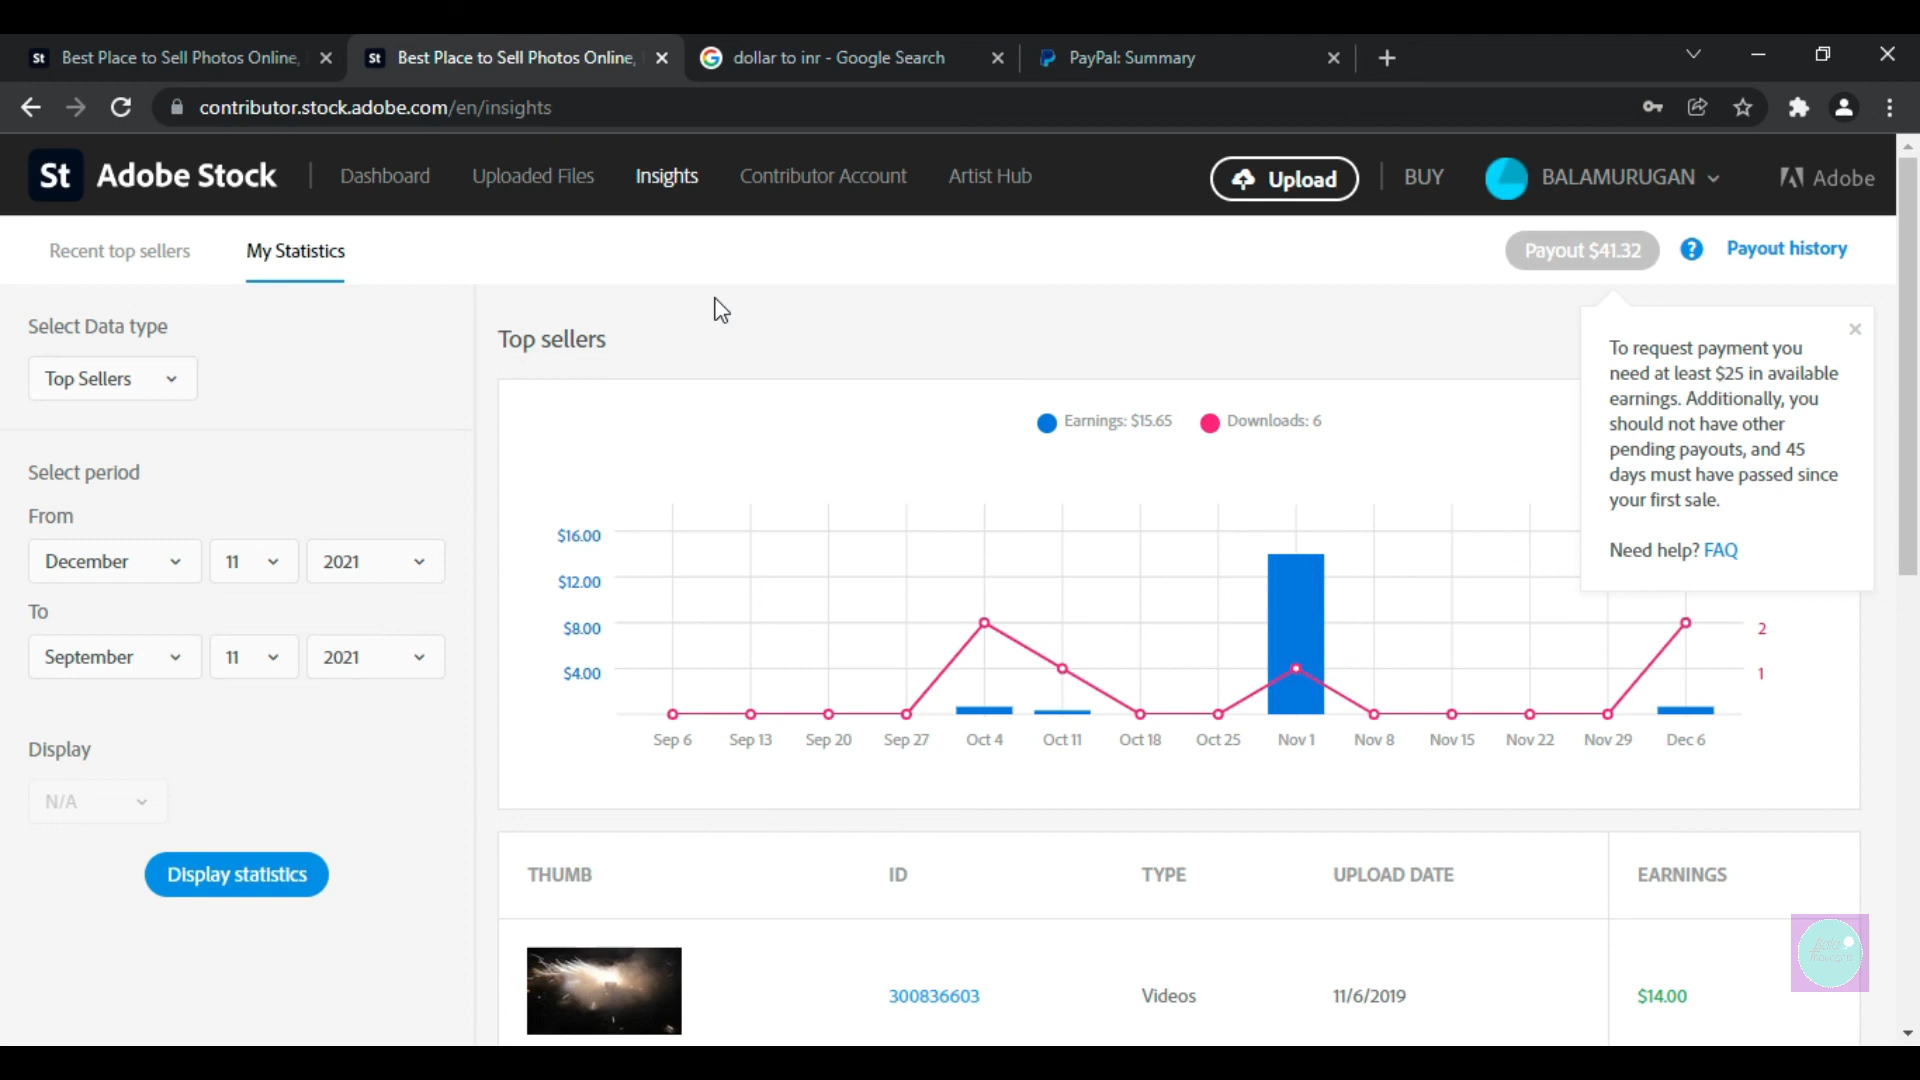 St Best Place to Sell Photos Online,
St Best Place to Sell Photos Online,
dollar to inr - Google Search
PayPal: Summary
contributor.stock.adobe.com/en/insights
St Adobe Stock
Dashboard
Uploaded Files
Insights
Contributor Account
Artist Hub
Upload
BUY
BALAMURUGAN
Adobe
Recent top sellers
My Statistics
Payout $41.32
?
Payout history
Select Data type
Top Sellers
Select period
From
December
11
2021
To
September
11
2021
Display
N/A
Display statistics
Top sellers
Earnings: $15.65
Downloads: 6
To request payment you
need at least $25 in available
earnings. Additionally, you
should not have other
pending payouts, and 45
days must have passed since
your first sale.
Need help? FAQ
$16.00
$12.00
$8.00
$4.00
2
1
Sep 6
Sep 13
Sep 20
Sep 27
Oct 4
Oct 11
Oct 18
Oct 25
Nov 1
Nov 8
Nov 15
Nov 22
Nov 29
Dec 6
THUMB
ID
TYPE
UPLOAD DATE
EARNINGS
300836603
Videos
11/6/2019
$14.00